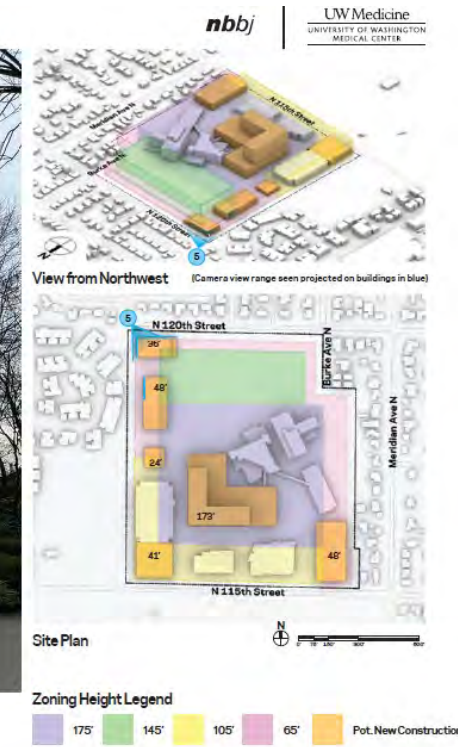 nbbj
UW Medicine
UNIVERSITY OF WASHINGTON
MEDICAL CENTER
Meridian Ave N
N 115th Street
Burke Ave N
N 120th Street
5
View from Northwest (Camera view range seen projected on buildings in blue)
5
N 120th Street
36'
Burke Ave N
48'
Meridian Ave N
24'
173'
41'
48'
N 115th Street
Site Plan
N
0'
Zoning Height Legend
175' 145' 105' 65' Pot. New Construction